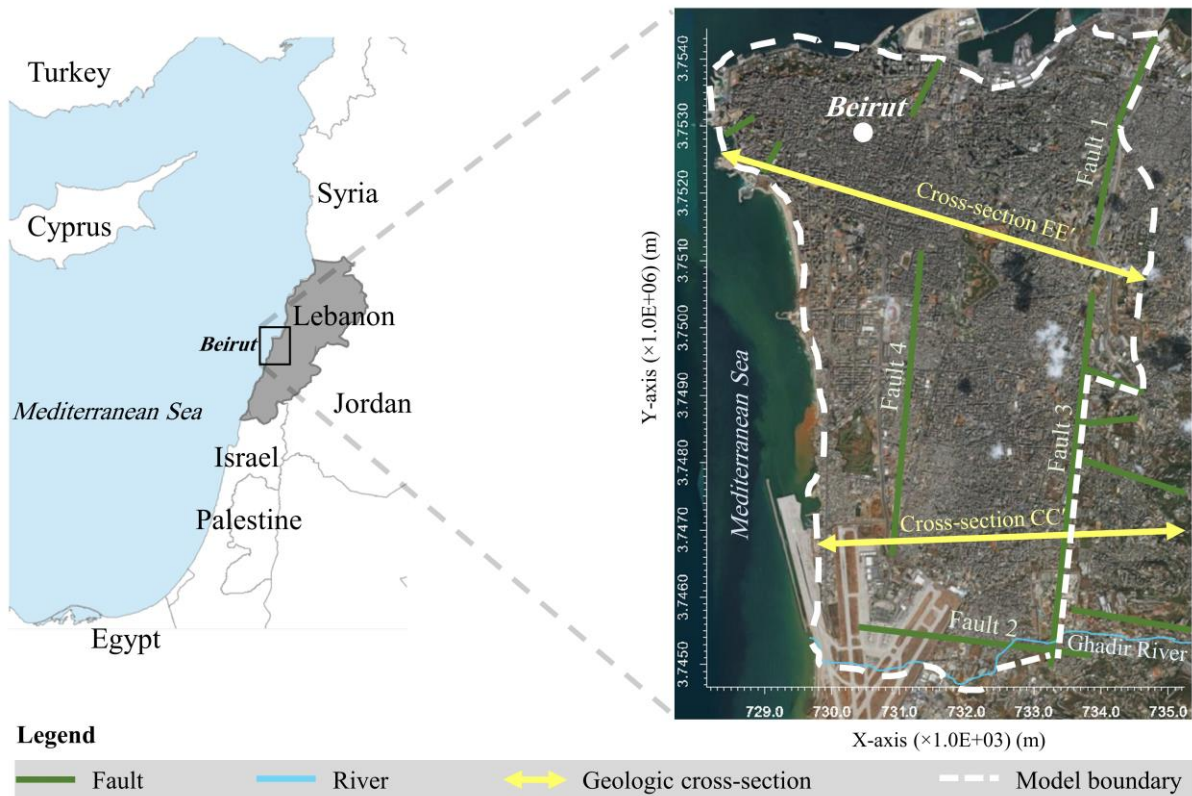 Turkey
Syria
Cyprus
Lebanon
Beirut
Mediterranean Sea
Jordan
Israel
Palestine
Egypt
Y-axis (×1.0E+06) (m)
3.7540
3.7530
3.7520
3.7510
3.7500
3.7490
3.7480
3.7470
3.7460
3.7450
Beirut
Fault 1
Cross-section EE′
Mediterranean Sea
Fault 4
Fault 3
Cross-section CC′
Fault 2
Ghadir River
729.0 730.0 731.0 732.0 733.0 734.0 735.0
X-axis (×1.0E+03) (m)
Legend
Fault River Geologic cross-section Model boundary